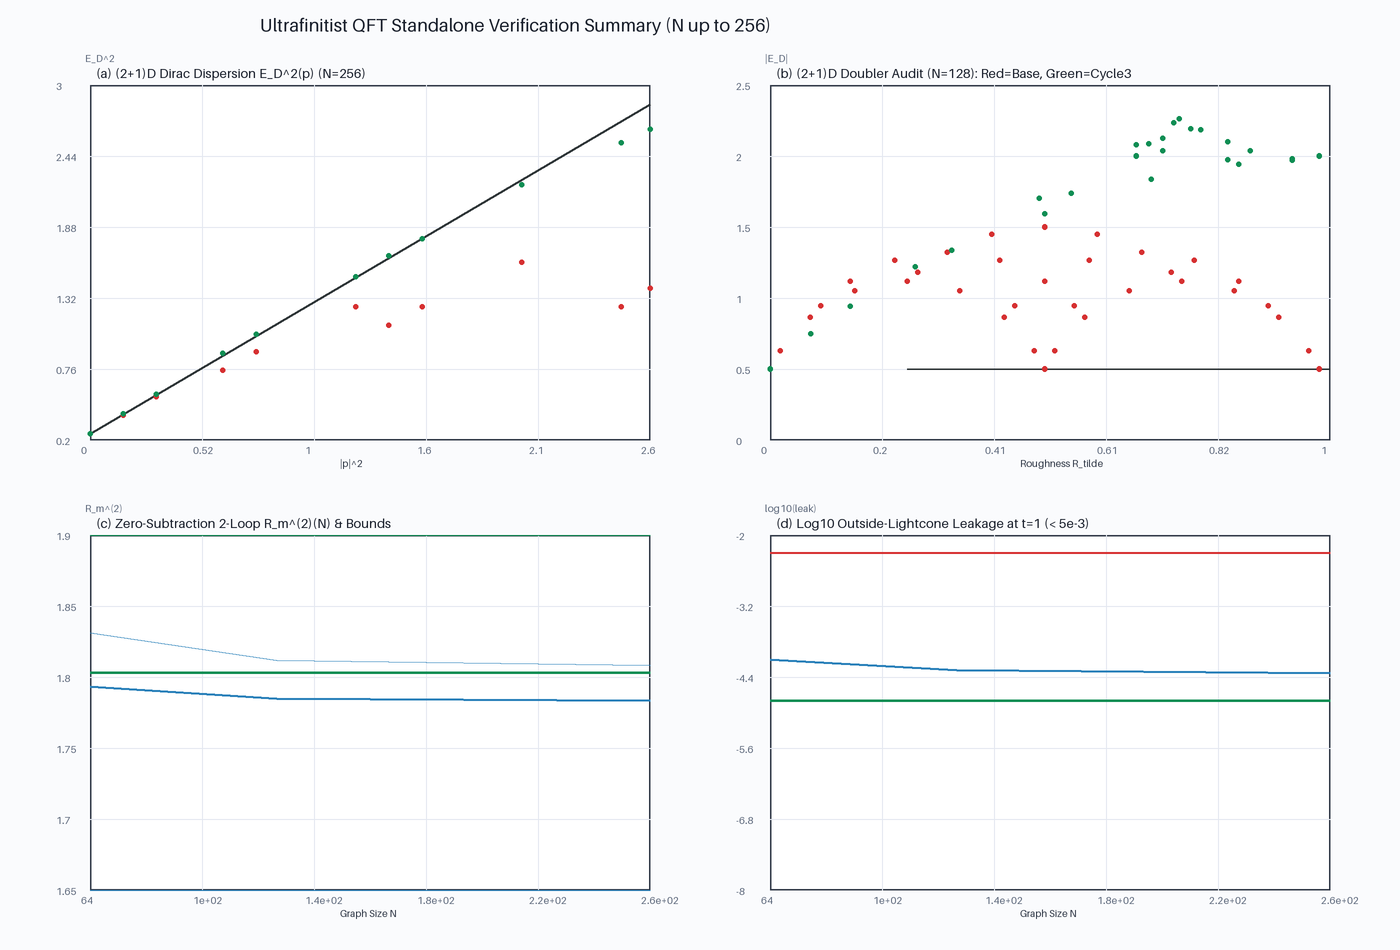 Ultrafinitist QFT Standalone Verification Summary (N up to 256)
E_D^2
(a) (2+1)D Dirac Dispersion E_D^2(p) (N=256)
3
2.44
1.88
1.32
0.76
0.2
0 0.52 1 1.6 2.1 2.6
|p|^2
|E_D|
(b) (2+1)D Doubler Audit (N=128): Red=Base, Green=Cycle3
2.5
2
1.5
1
0.5
0
0 0.2 0.41 0.61 0.82 1
Roughness R_tilde
R_m^(2)
(c) Zero-Subtraction 2-Loop R_m^(2)(N) & Bounds
1.9
1.85
1.8
1.75
1.7
1.65
64 1e+02 1.4e+02 1.8e+02 2.2e+02 2.6e+02
Graph Size N
log10(leak)
(d) Log10 Outside-Lightcone Leakage at t=1 (< 5e-3)
-2
-3.2
-4.4
-5.6
-6.8
-8
64 1e+02 1.4e+02 1.8e+02 2.2e+02 2.6e+02
Graph Size N